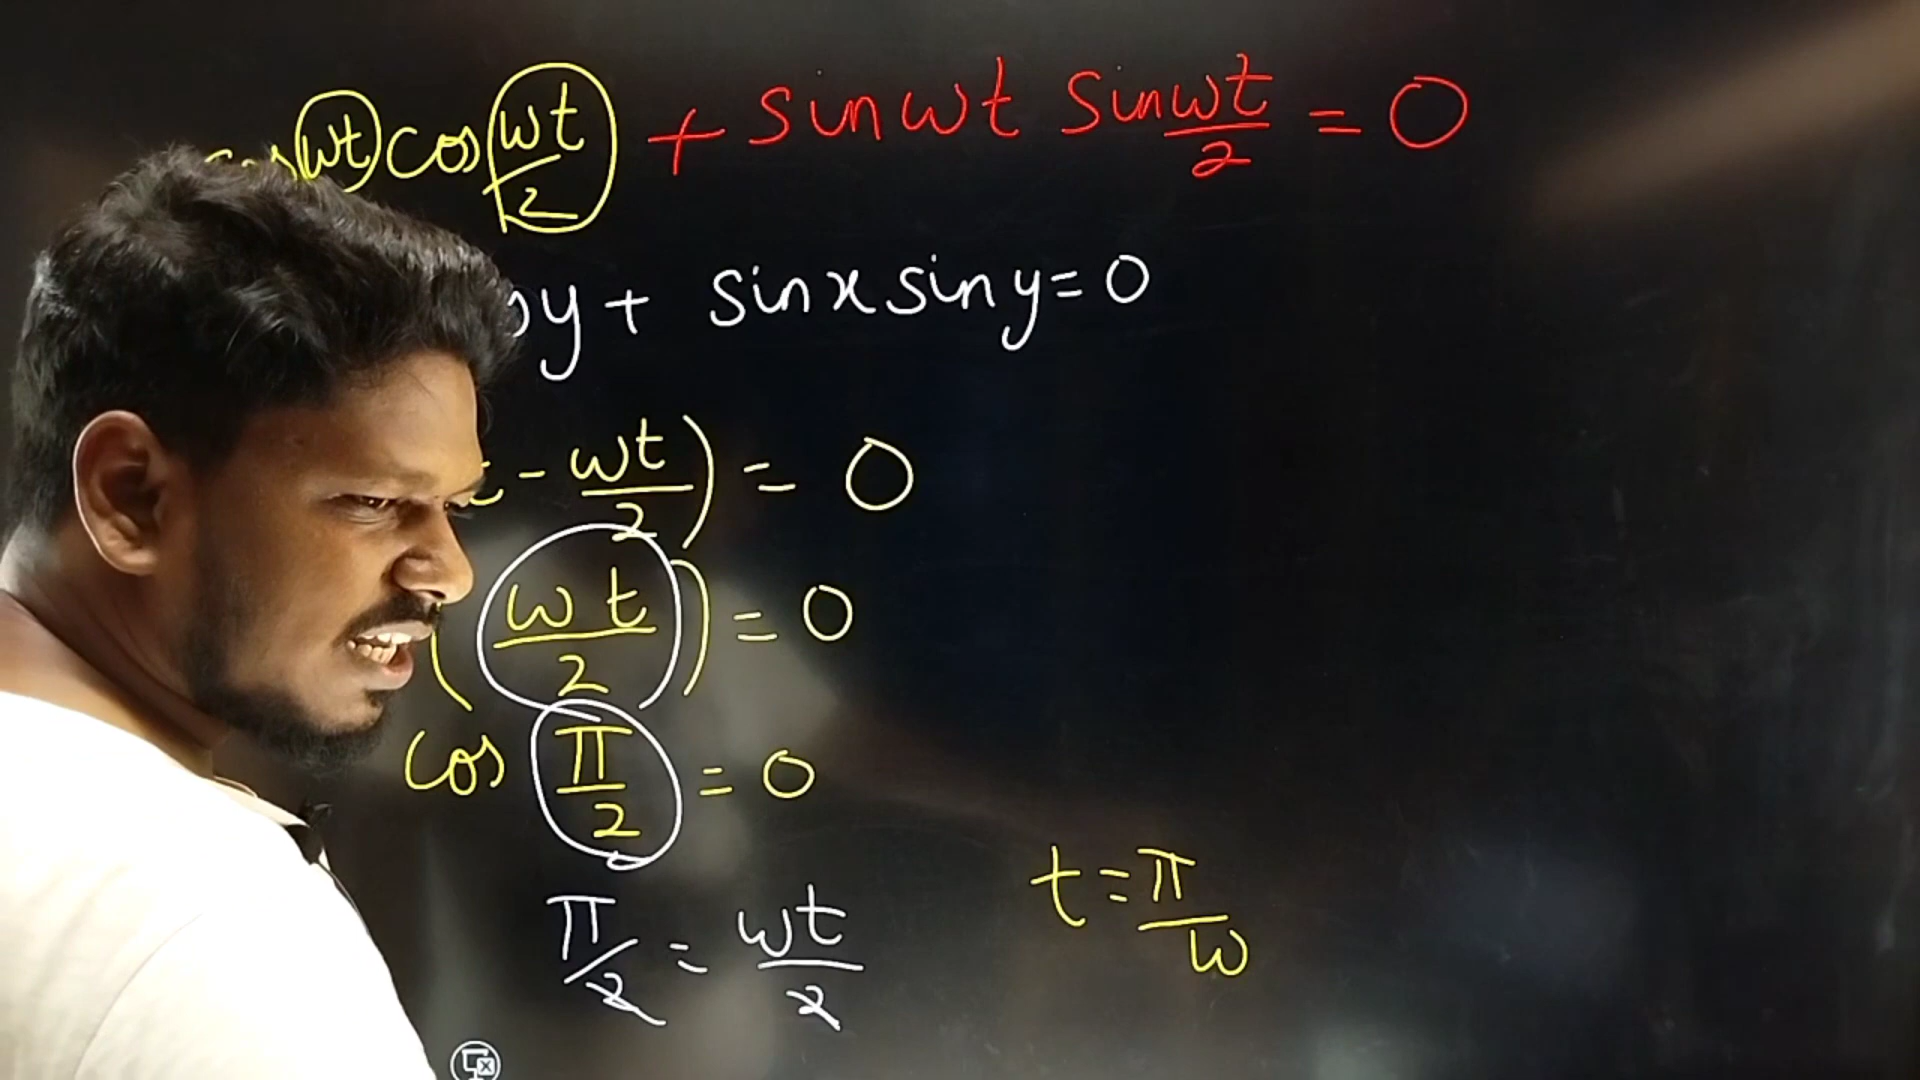 cos ωt cos ωt/2 + sin ωt sin ωt/2 = 0
y + sin x sin y = 0
- ωt/2) = 0
(ωt/2) = 0
cos π/2 = 0
π/2 = ωt/2
t = π/ω